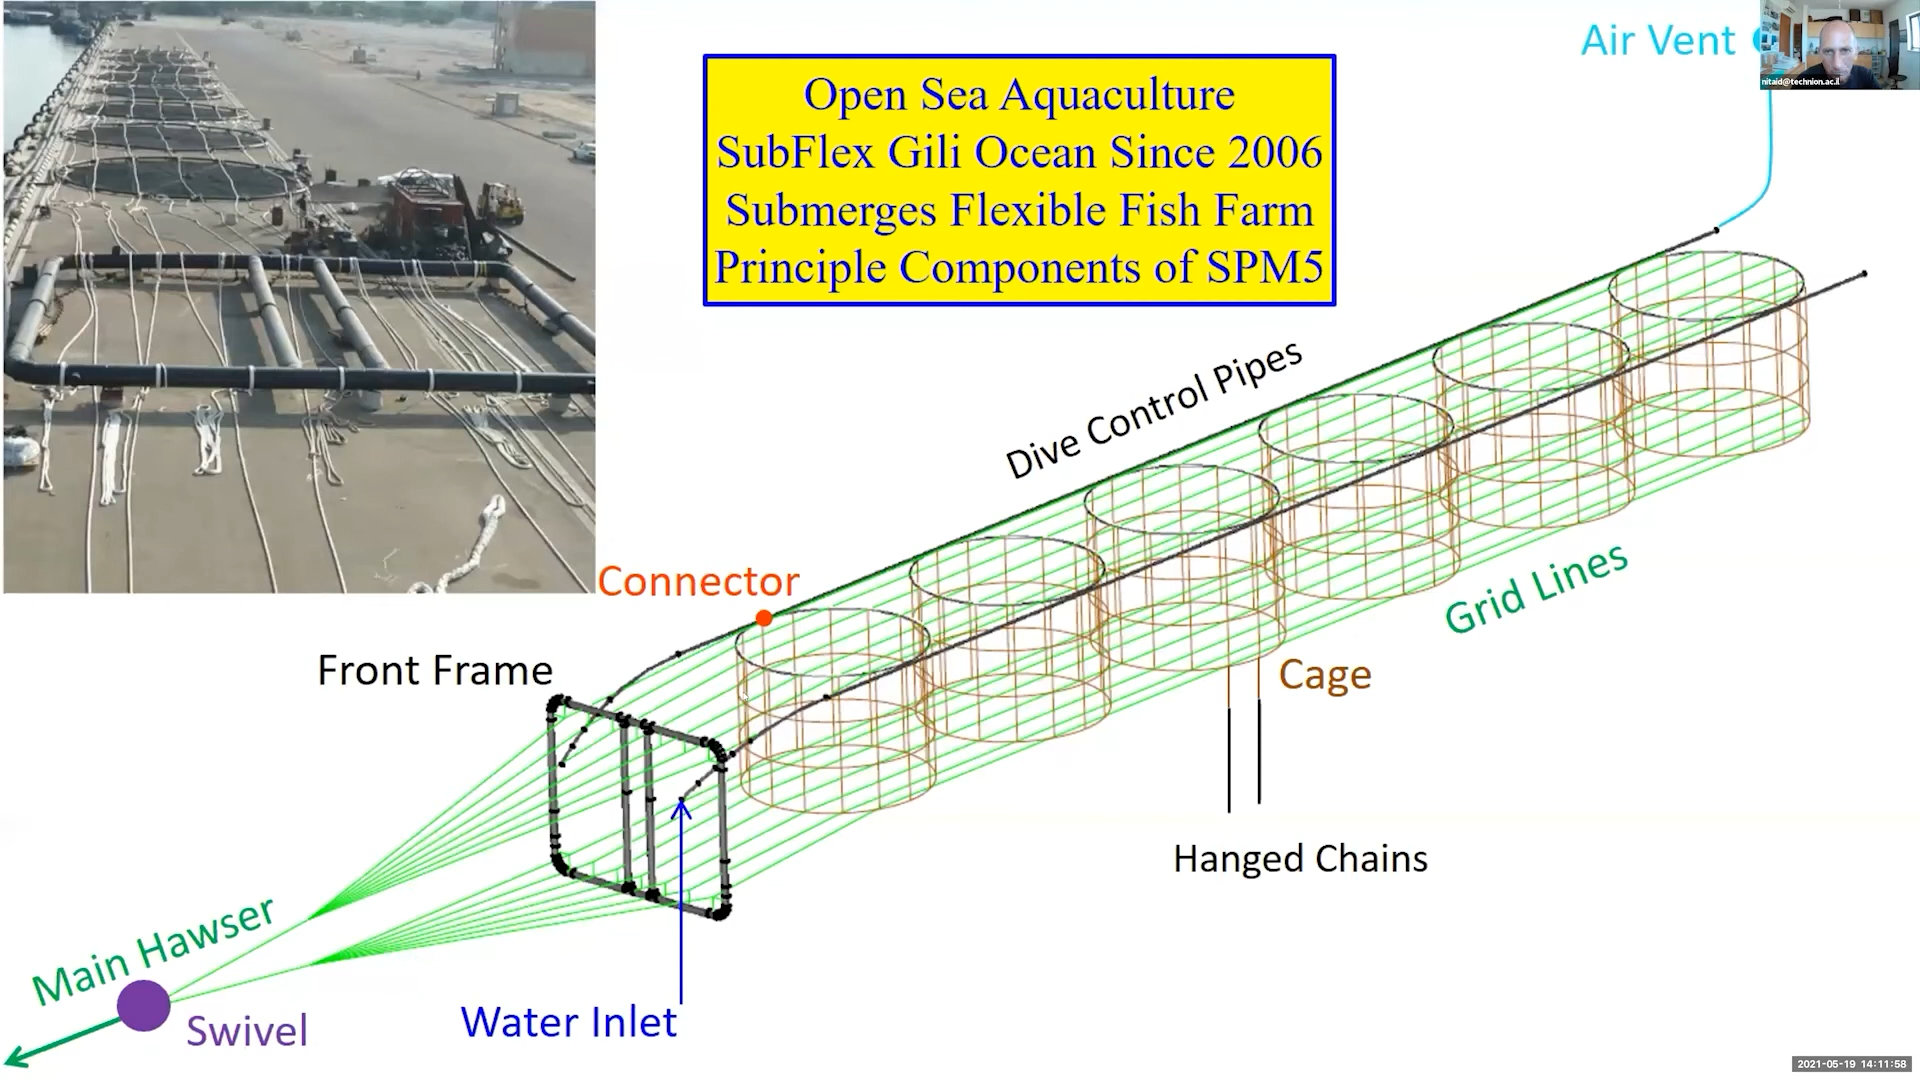 Air Vent
nitaid@technion.ac.il
Open Sea Aquaculture
SubFlex Gili Ocean Since 2006
Submerges Flexible Fish Farm
Principle Components of SPM5
Dive Control Pipes
Connector
Grid Lines
Front Frame
Cage
Hanged Chains
Main Hawser
Water Inlet
Swivel
2021-05-19 14:11:58